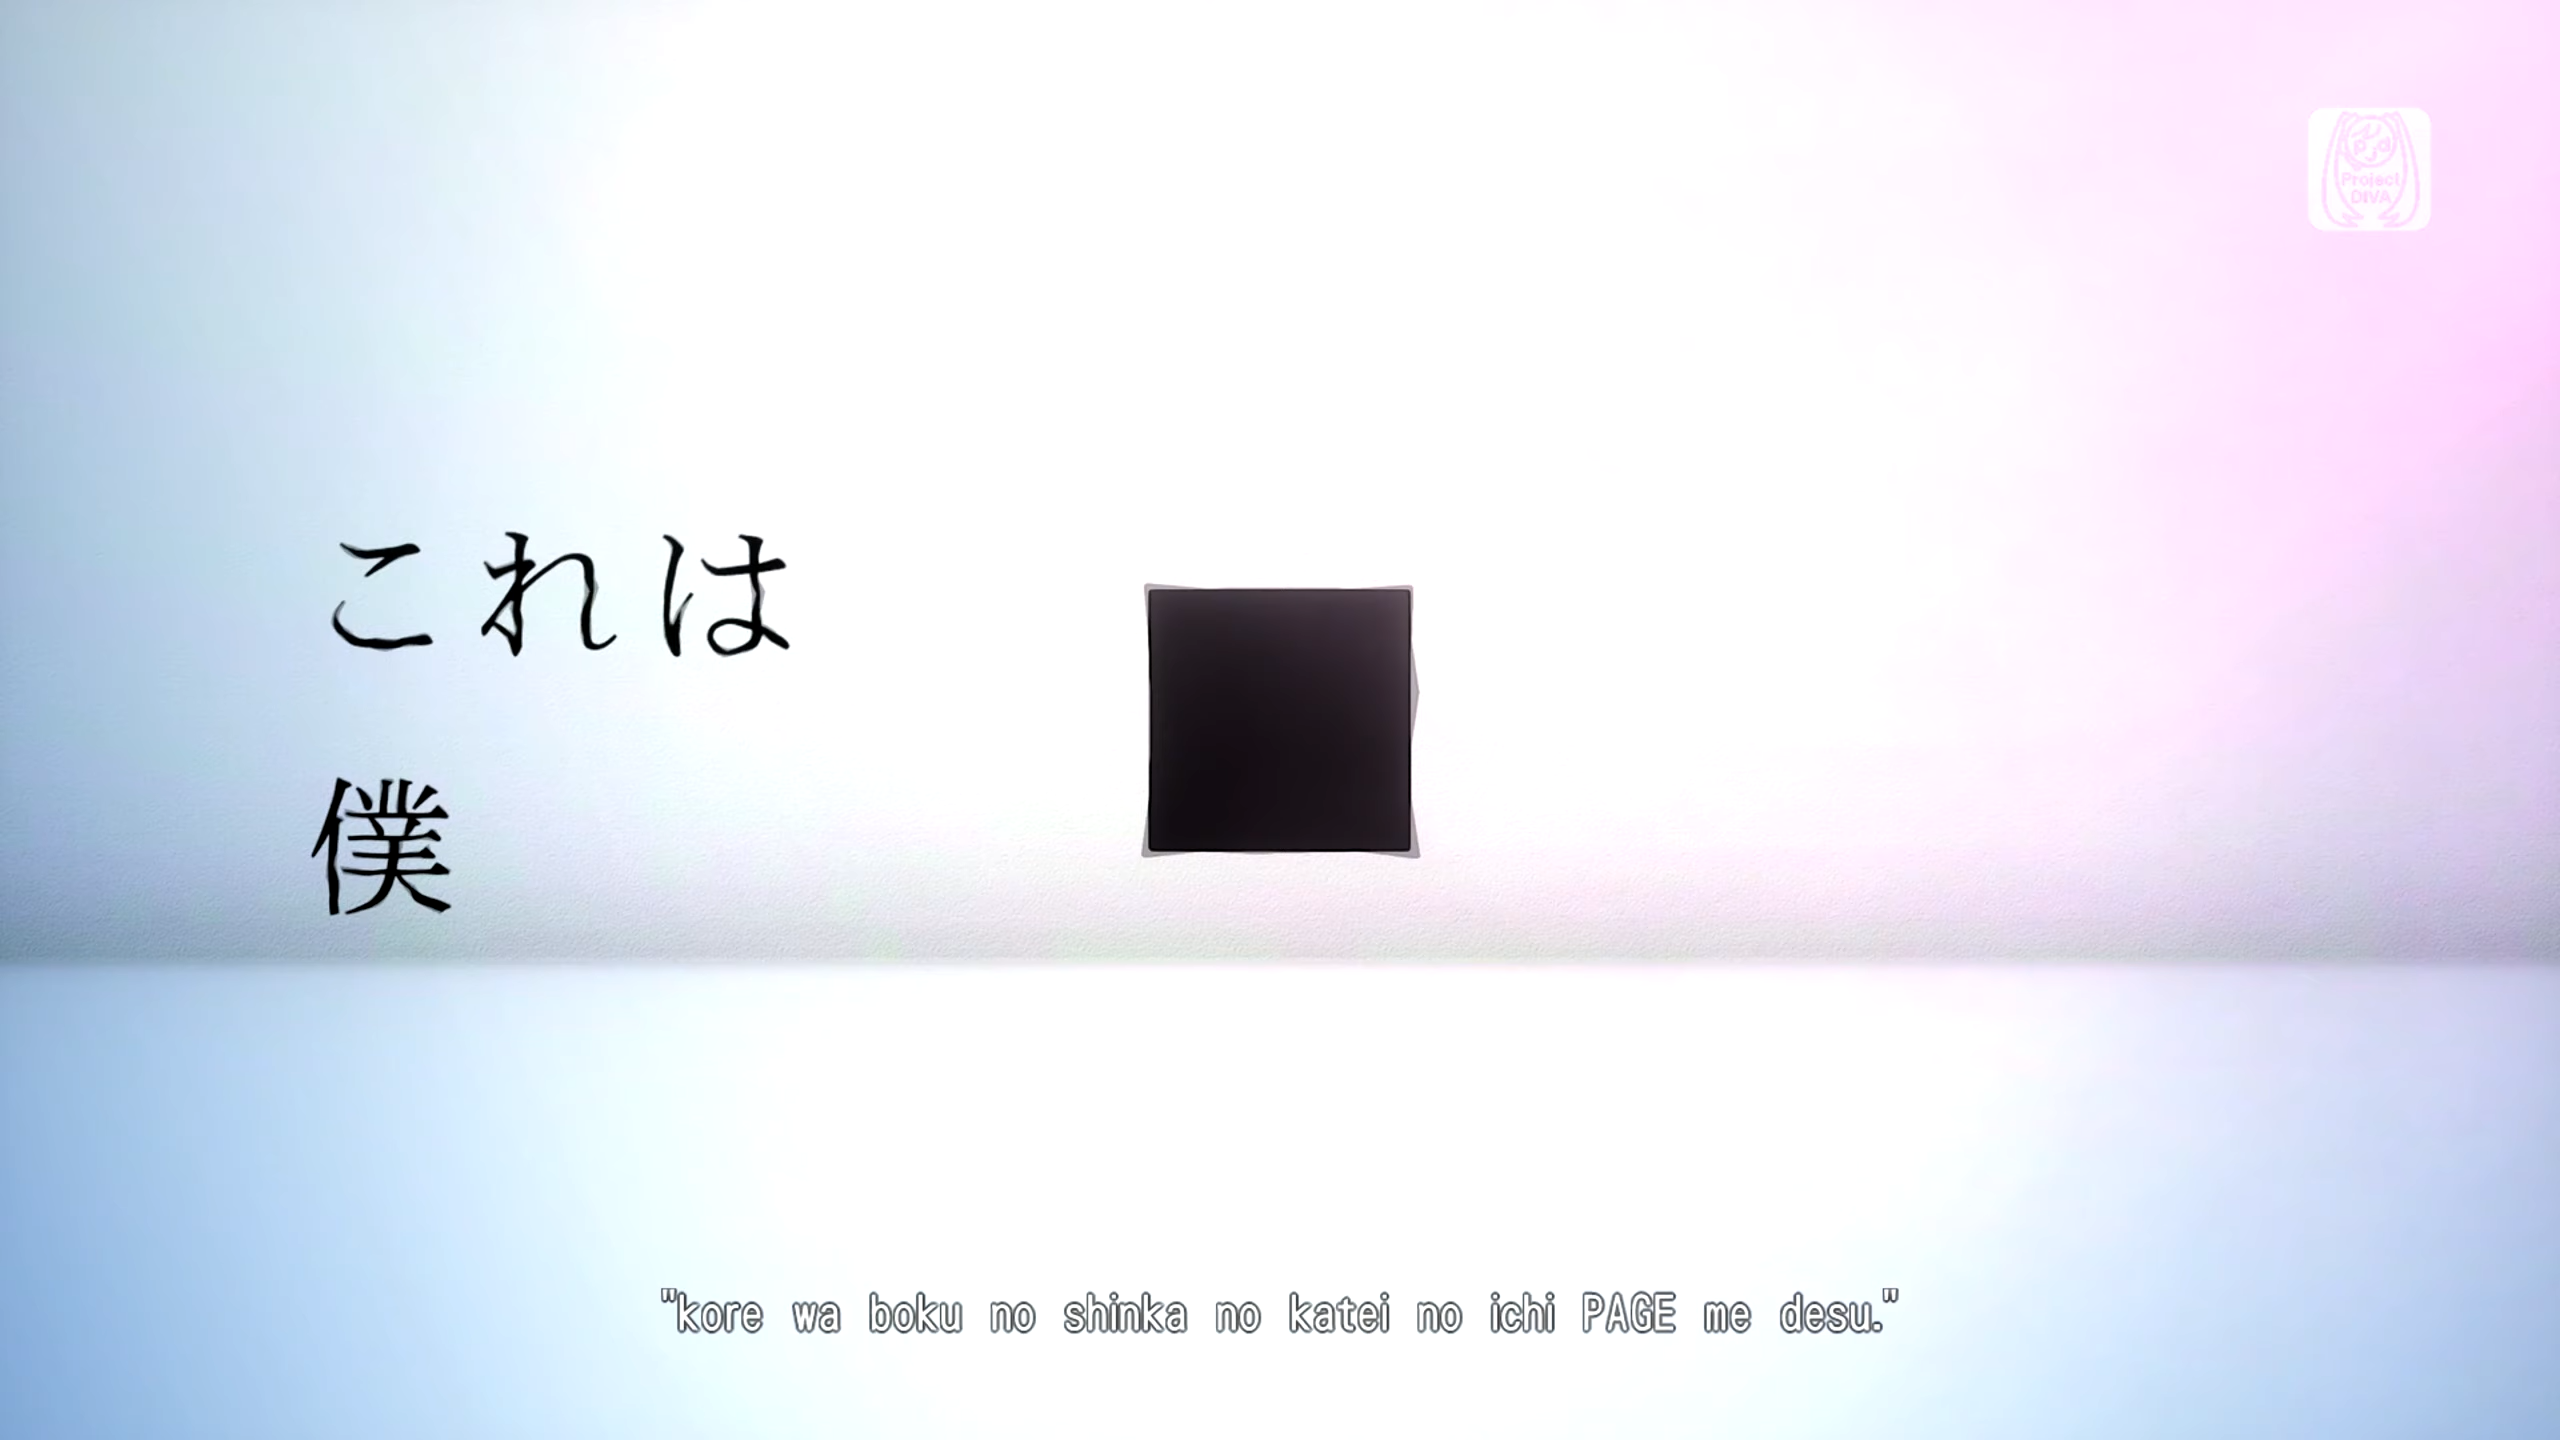 Project
DIVA
これは
僕
"kore wa boku no shinka no katei no ichi PAGE me desu."